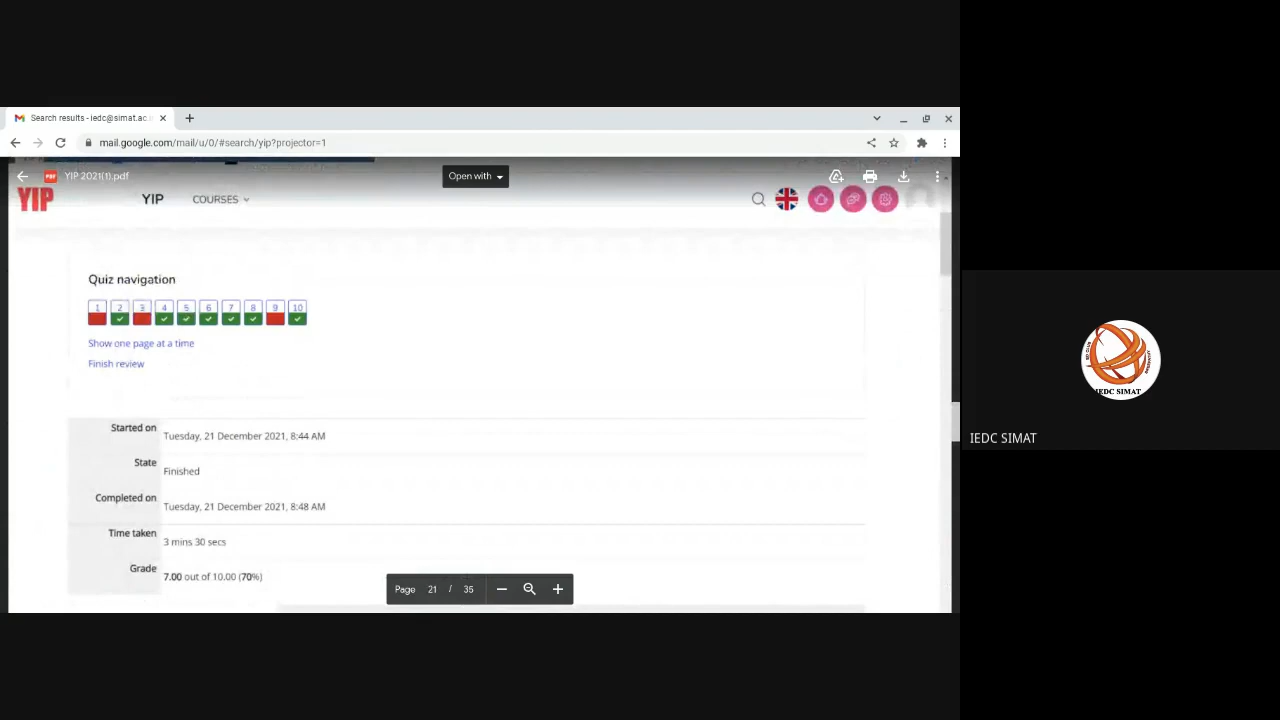 Search results - iedc@simat.ac.i
mail.google.com/mail/u/0/#search/yip?projector=1
PDF YIP 2021(1).pdf
Open with
YIP YIP COURSES
Quiz navigation
1 2 3 4 5 6 7 8 9 10
Show one page at a time
Finish review
Started on Tuesday, 21 December 2021, 8:44 AM
State Finished
Completed on Tuesday, 21 December 2021, 8:48 AM
Time taken 3 mins 30 secs
Grade 7.00 out of 10.00 (70%)
Page 21 / 35
IEDC SIMAT
IEDC SIMAT